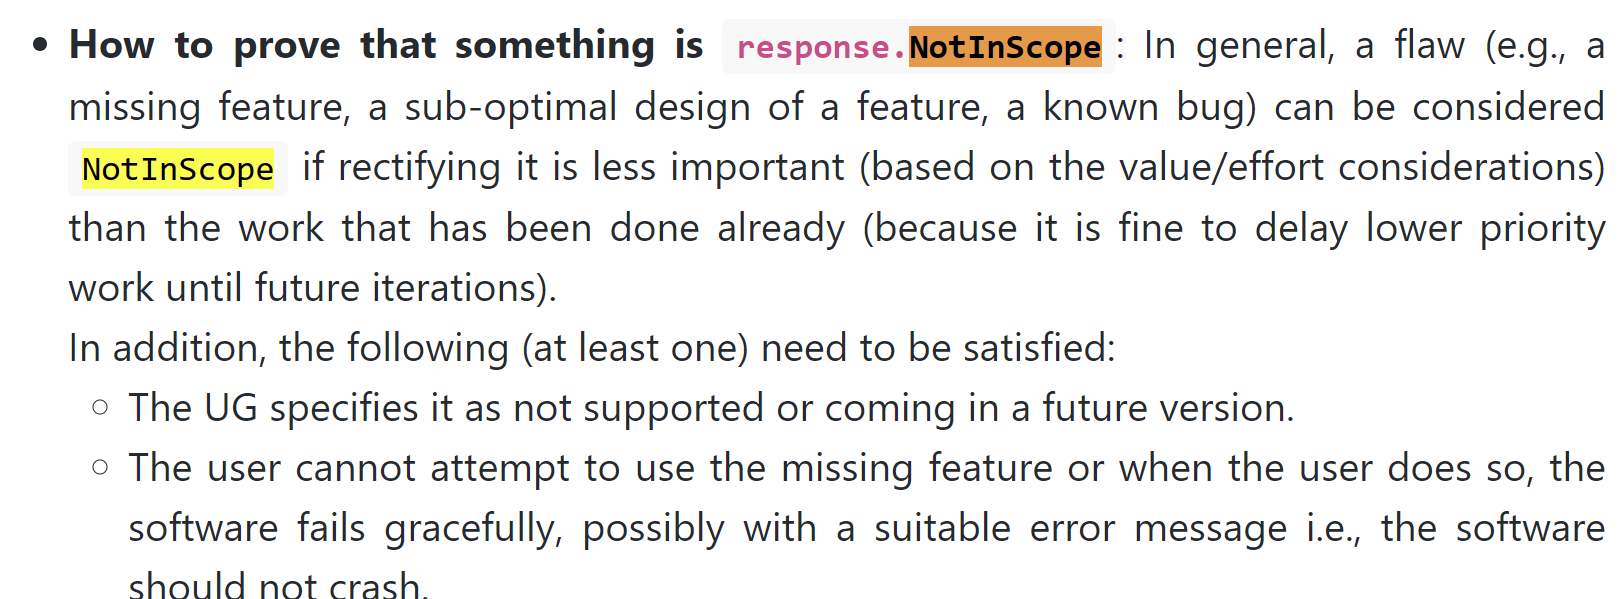 How to prove that something is response.NotInScope: In general, a flaw (e.g., a
missing feature, a sub-optimal design of a feature, a known bug) can be considered
NotInScope if rectifying it is less important (based on the value/effort considerations)
than the work that has been done already (because it is fine to delay lower priority
work until future iterations).
In addition, the following (at least one) need to be satisfied:
The UG specifies it as not supported or coming in a future version.
The user cannot attempt to use the missing feature or when the user does so, the
software fails gracefully, possibly with a suitable error message i.e., the software
should not crash.